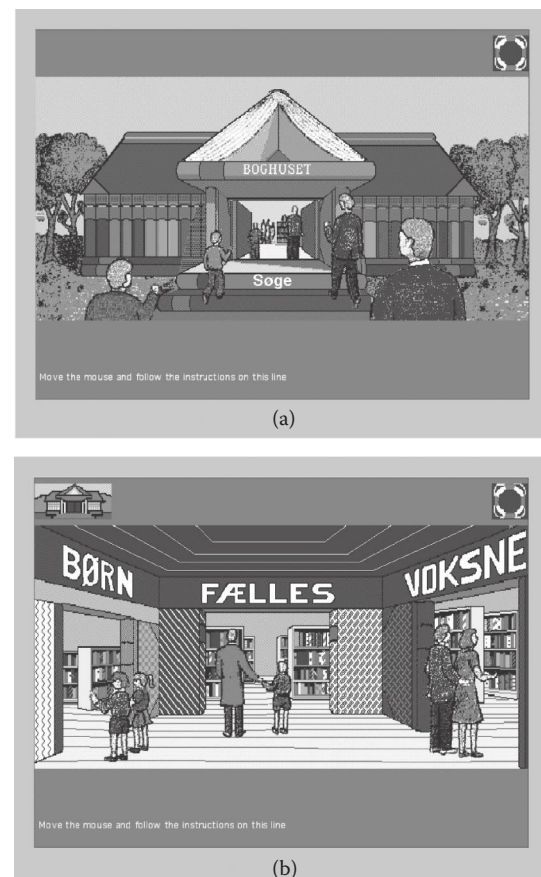 BOGHUSET
Søge
Move the mouse and follow the instructions on this line
(a)
BØRN
FÆLLES
VOKSNE
Move the mouse and follow the instructions on this line
(b)